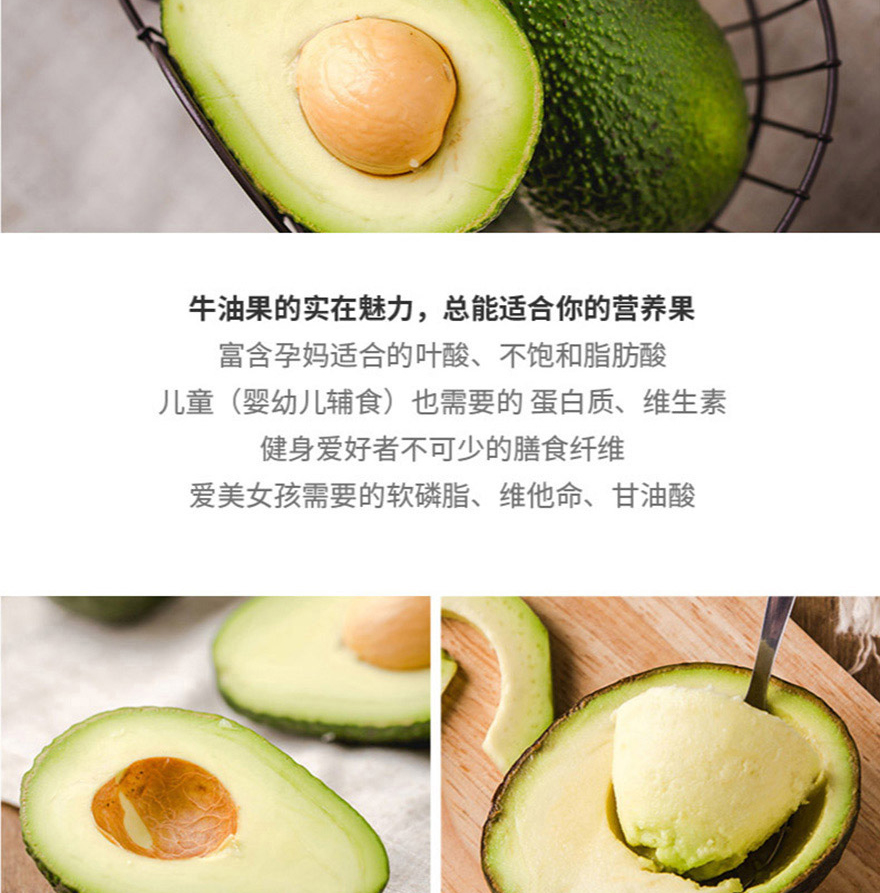 牛油果的实在魅力，总能适合你的营养果
富含孕妈适合的叶酸、不饱和脂肪酸
儿童（婴幼儿辅食）也需要的 蛋白质、维生素
健身爱好者不可少的膳食纤维
爱美女孩需要的软磷脂、维他命、甘油酸